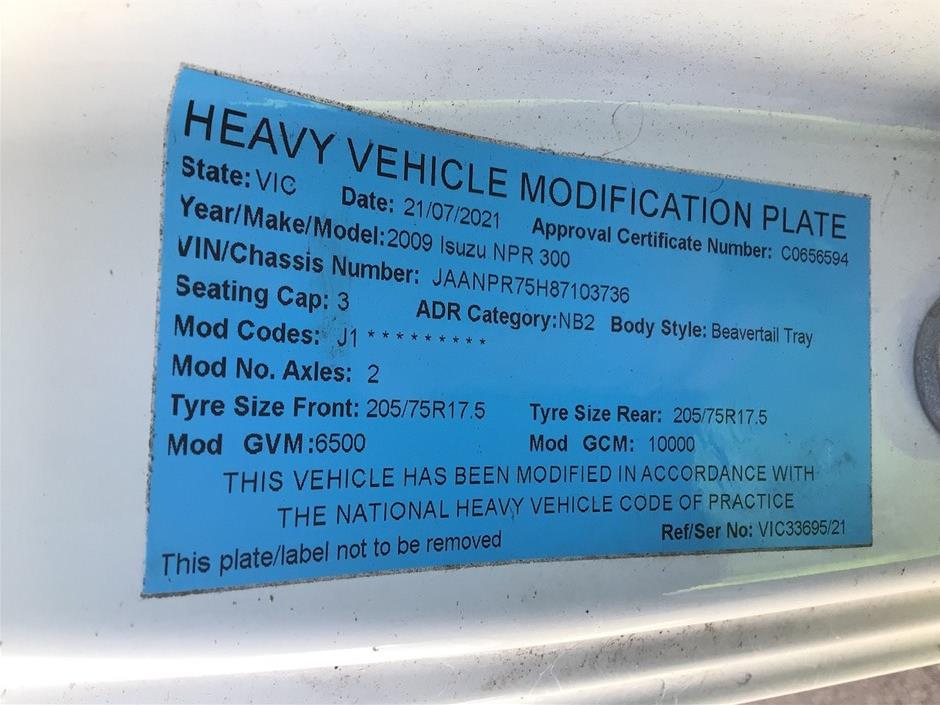 HEAVY VEHICLE MODIFICATION PLATE
State: VIC Date: 21/07/2021 Approval Certificate Number: C0656594
Year/Make/Model: 2009 Isuzu NPR 300
VIN/Chassis Number: JAANPR75H87103736
Seating Cap: 3 ADR Category: NB2 Body Style: Beavertail Tray
Mod Codes: J1 * * * * * * * * *
Mod No. Axles: 2
Tyre Size Front: 205/75R17.5 Tyre Size Rear: 205/75R17.5
Mod GVM: 6500 Mod GCM: 10000
THIS VEHICLE HAS BEEN MODIFIED IN ACCORDANCE WITH
THE NATIONAL HEAVY VEHICLE CODE OF PRACTICE
This plate/label not to be removed Ref/Ser No: VIC33695/21